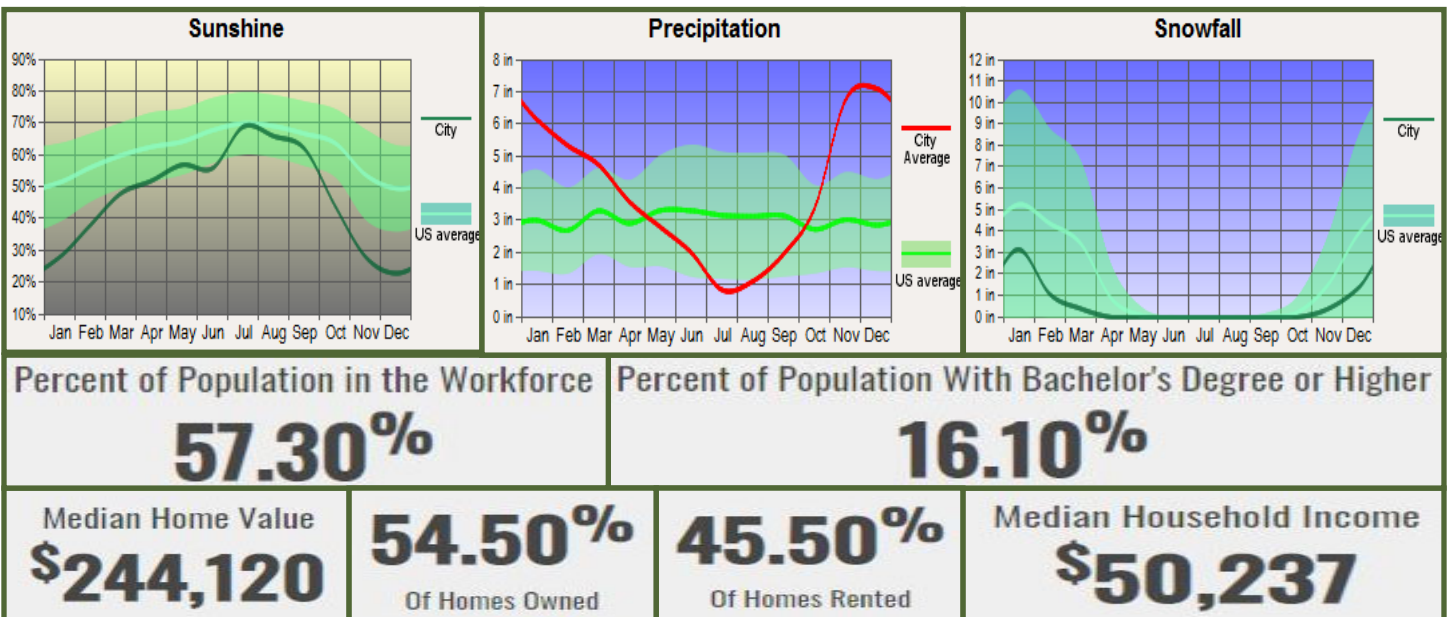 Sunshine
90%
80%
70%
60%
50%
40%
30%
20%
10%
Jan Feb Mar Apr May Jun Jul Aug Sep Oct Nov Dec
City
US average
Precipitation
8 in
7 in
6 in
5 in
4 in
3 in
2 in
1 in
0 in
Jan Feb Mar Apr May Jun Jul Aug Sep Oct Nov Dec
City
Average
US average
Snowfall
12 in
11 in
10 in
9 in
8 in
7 in
6 in
5 in
4 in
3 in
2 in
1 in
0 in
Jan Feb Mar Apr May Jun Jul Aug Sep Oct Nov Dec
City
US average
Percent of Population in the Workforce
57.30%
Percent of Population With Bachelor's Degree or Higher
16.10%
Median Home Value
$244,120
54.50%
Of Homes Owned
45.50%
Of Homes Rented
Median Household Income
$50,237